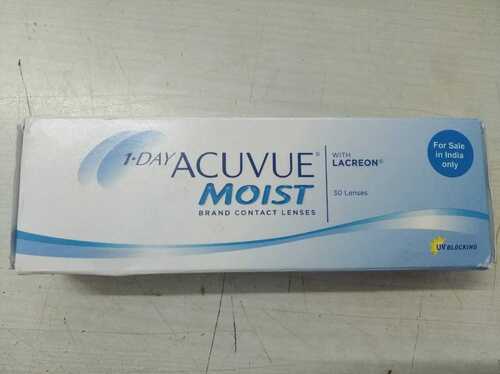 1•DAY ACUVUE®
MOIST
BRAND CONTACT LENSES
WITH
LACREON®
30 Lenses
For Sale
in India
only
UV BLOCKING